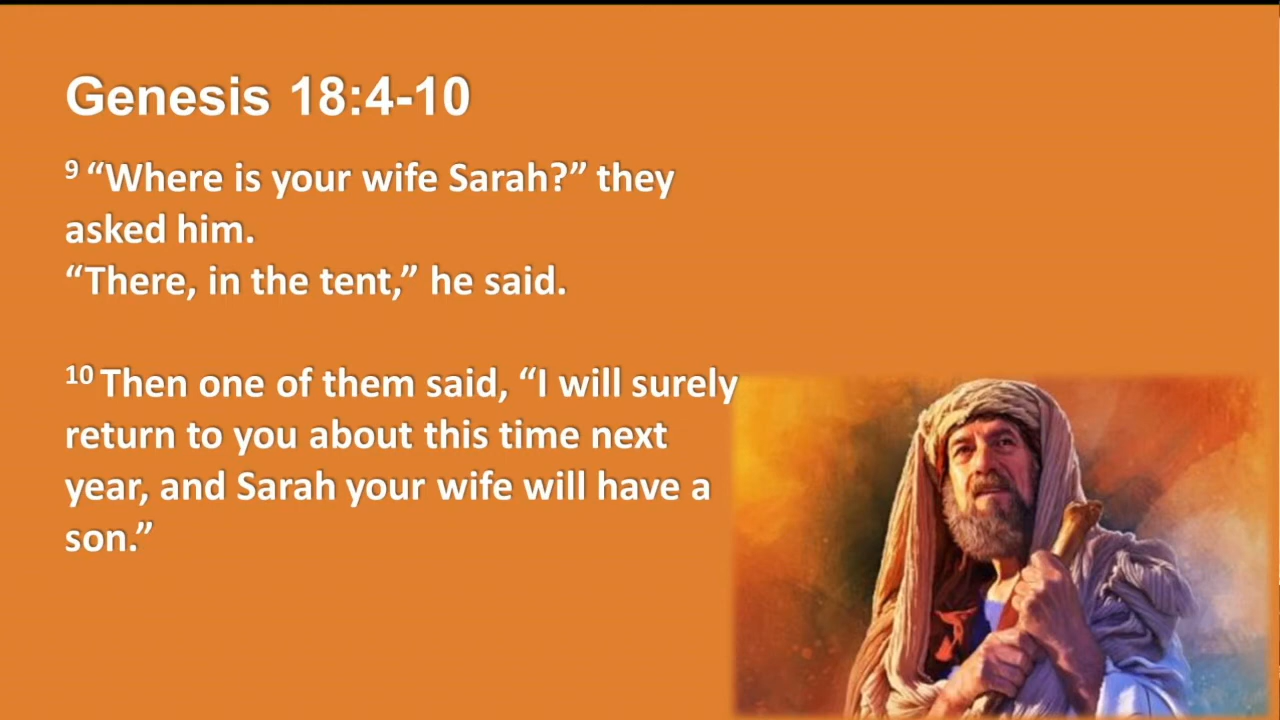 Genesis 18:4-10
9 “Where is your wife Sarah?” they
asked him.
“There, in the tent,” he said.
10 Then one of them said, “I will surely
return to you about this time next
year, and Sarah your wife will have a
son.”